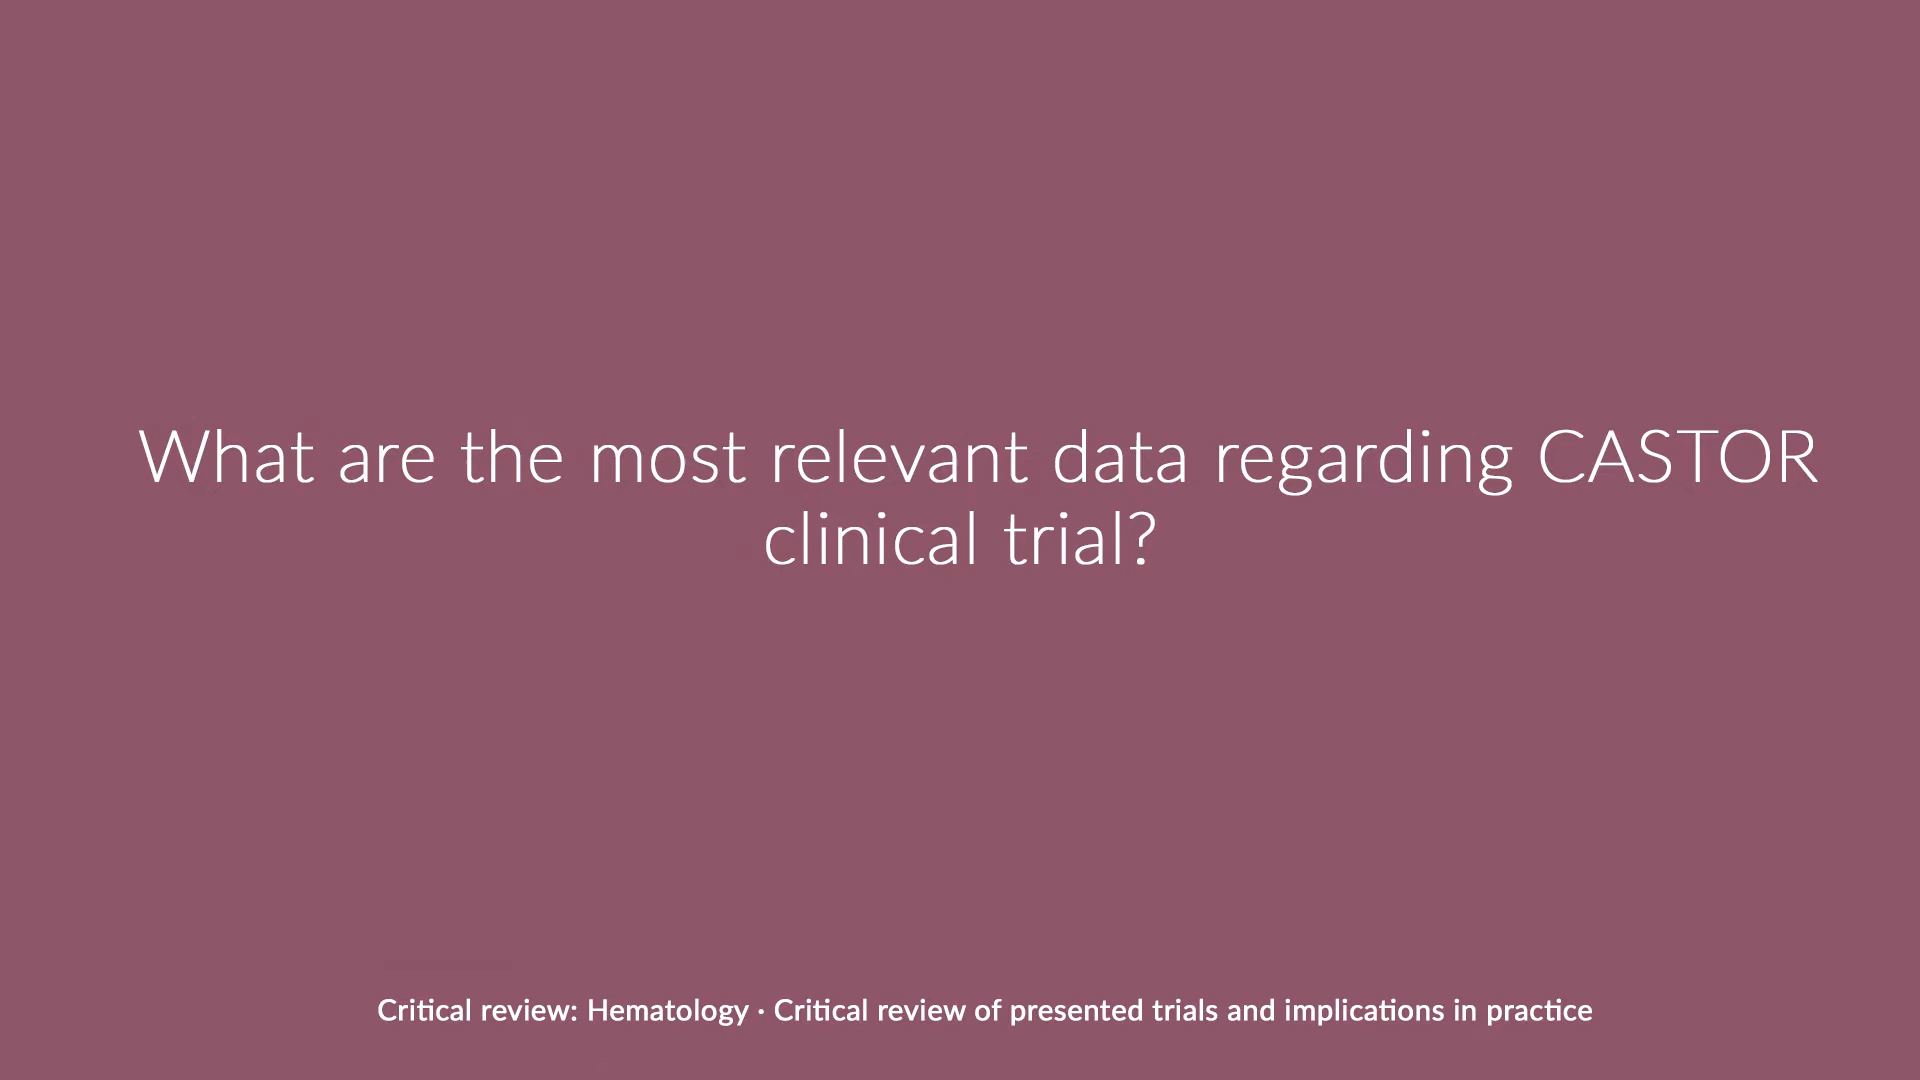 What are the most relevant data regarding CASTOR
clinical trial?
Critical review: Hematology · Critical review of presented trials and implications in practice